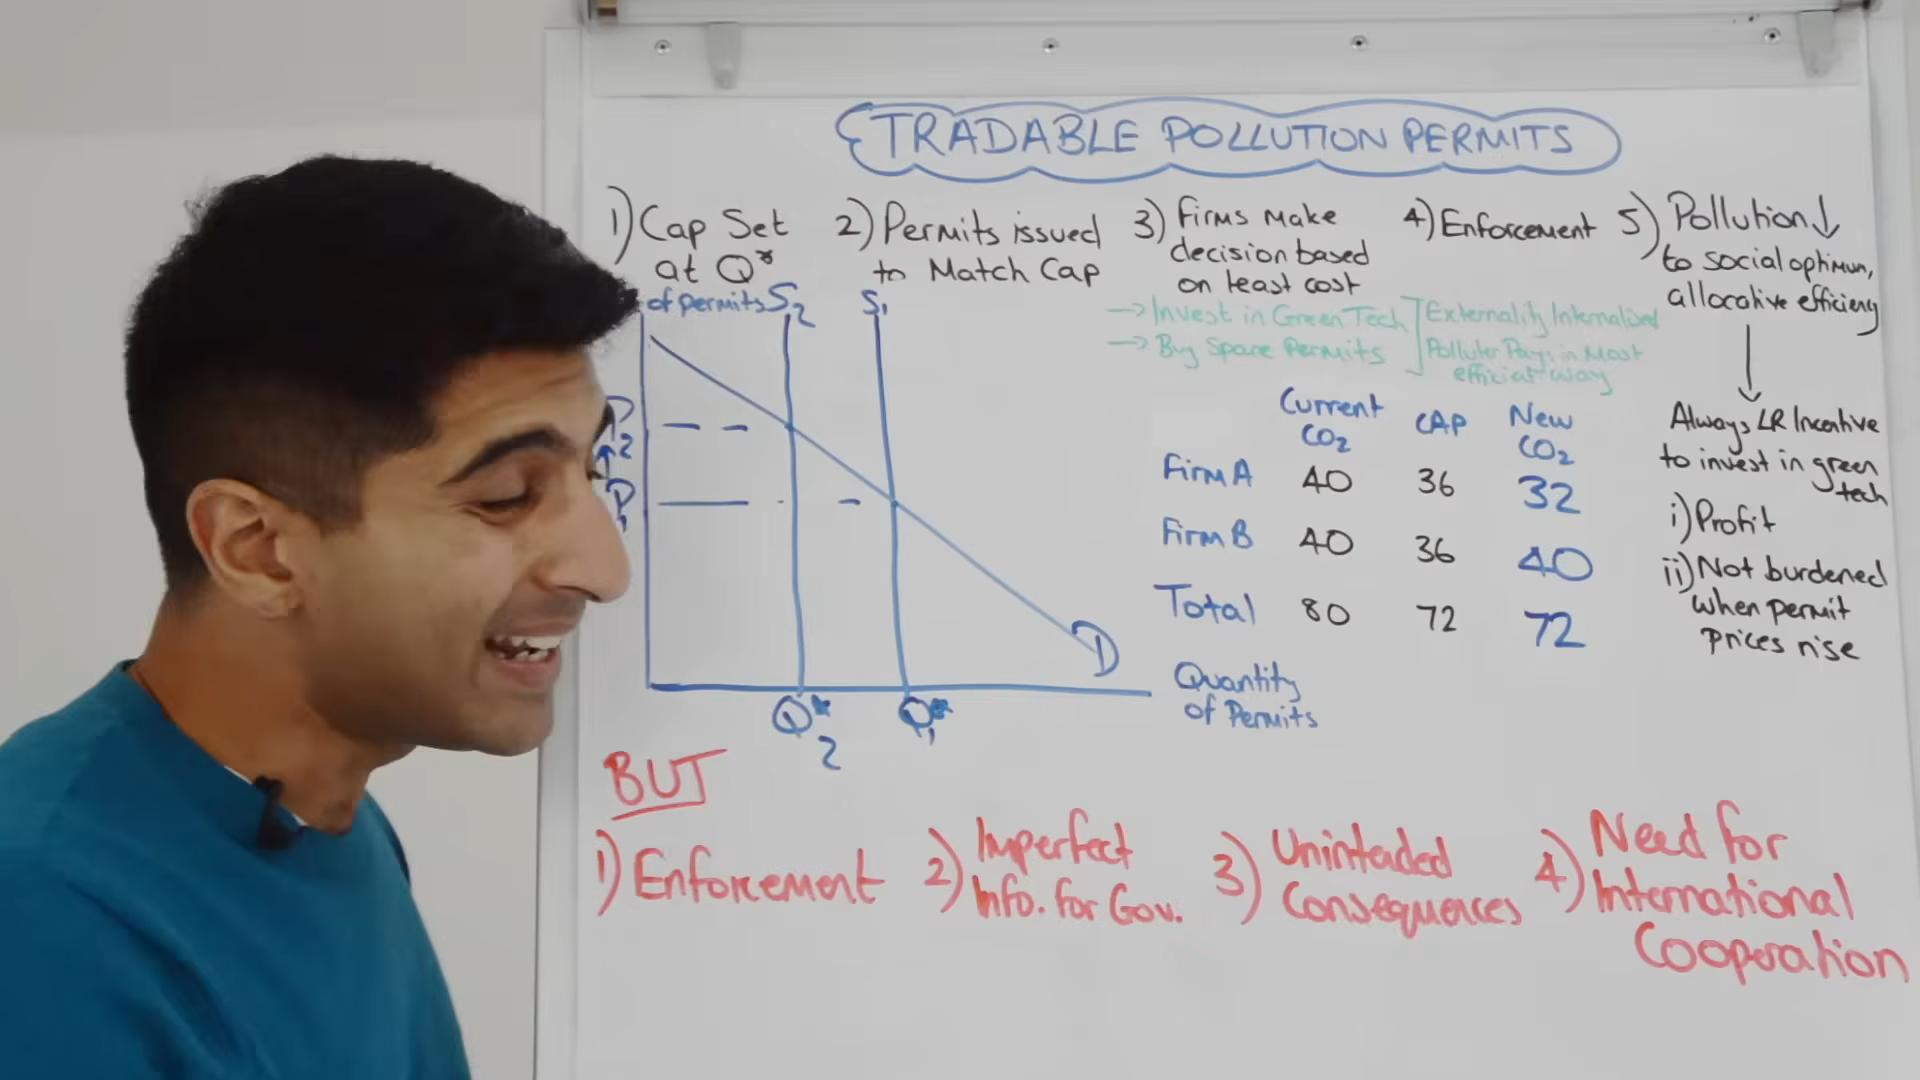 TRADABLE POLLUTION PERMITS
1) Cap Set
at Q*
2) Permits issued
to Match Cap
3) Firms Make
decision based
on least cost
→ Invest in Green Tech
→ Buy Spare Permits
Externality Internalised
Polluter Pays in Most
efficient way
4) Enforcement
5) Pollution ↓
to social optimum,
allocative efficiency
Always LR Incentive
to invest in green
tech
i) Profit
ii) Not burdened
when permit
prices rise
of permits
S2
S1
P2
P1
D
Q*2
Q*1
Quantity
of Permits
Current CO2 CAP New CO2
Firm A 40 36 32
Firm B 40 36 40
Total 80 72 72
BUT
1) Enforcement
2) Imperfect
Info. for Gov.
3) Unintended
Consequences
4) Need for
International
Cooperation